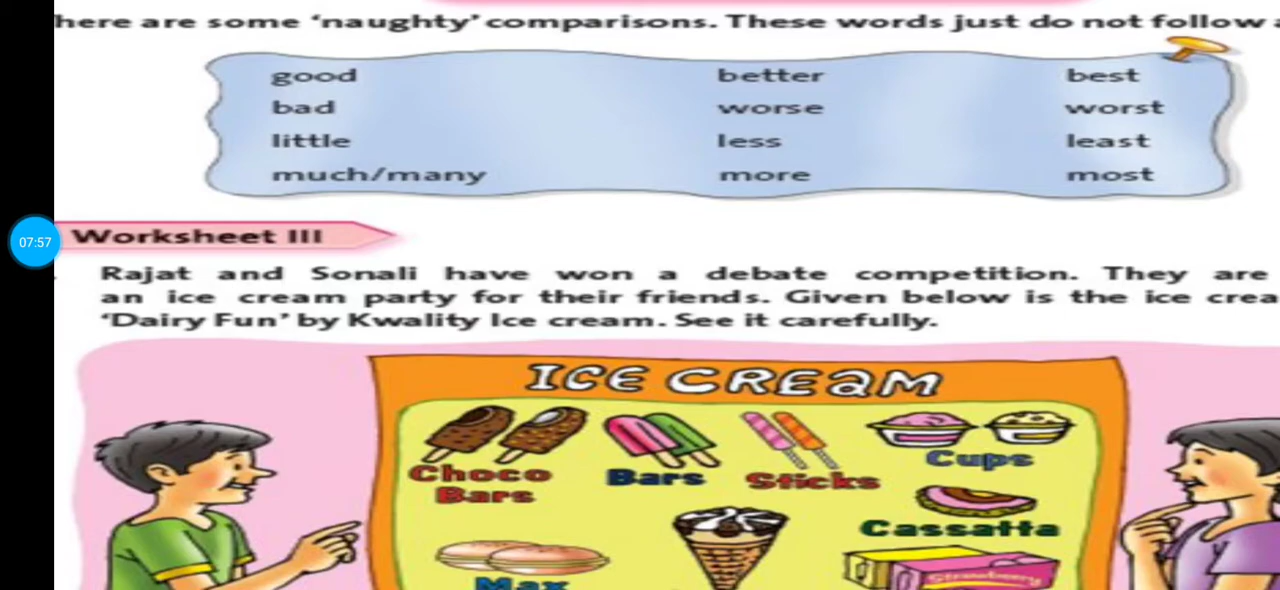 here are some ‘naughty’ comparisons. These words just do not follow
good better best
bad worse worst
little less least
much/many more most
07:57
Worksheet III
Rajat and Sonali have won a debate competition. They are
an ice cream party for their friends. Given below is the ice crea
‘Dairy Fun’ by Kwality Ice cream. See it carefully.
ICE CREAM
Choco Bars
Bars
Sticks
Cups
Cassatta
Max
Strawberry